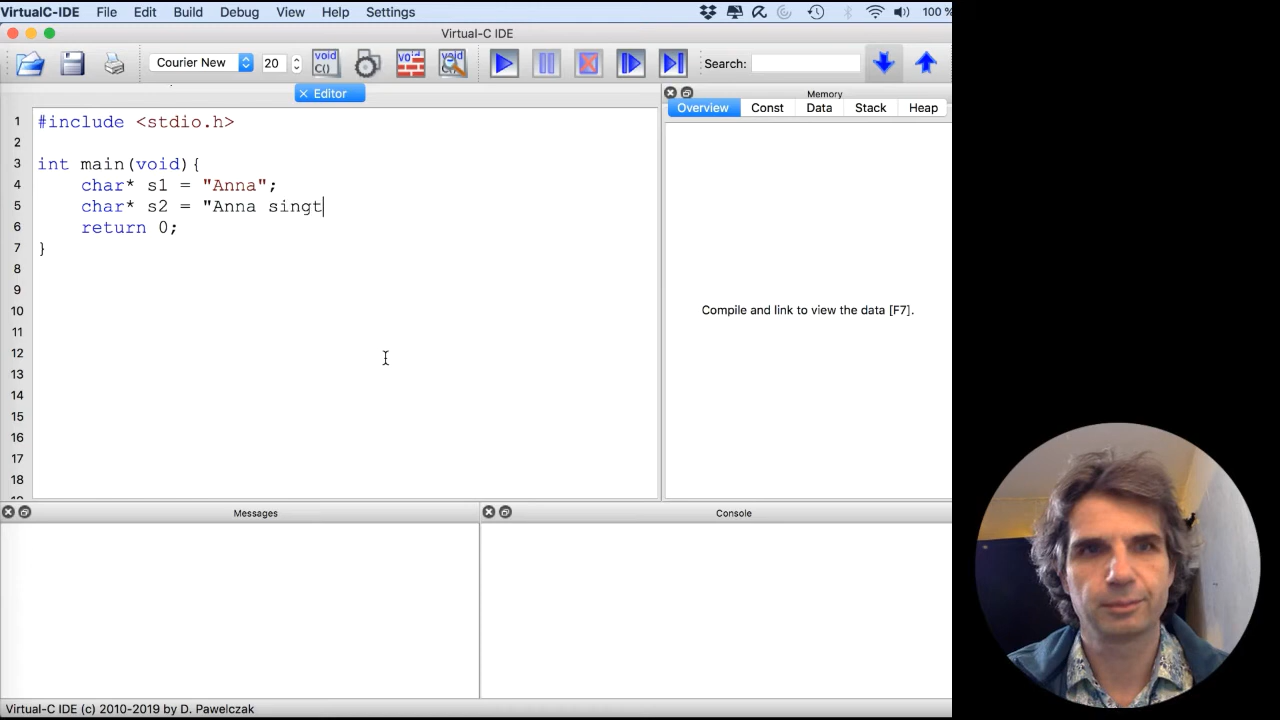 VirtualC-IDE File Edit Build Debug View Help Settings 100 %
Virtual-C IDE
Courier New 20 void C() void void C() Search:
Editor
Memory
Overview Const Data Stack Heap
1 #include <stdio.h>
2
3 int main(void){
4 char* s1 = "Anna";
5 char* s2 = "Anna singt
6 return 0;
7 }
8
9
10
11
12
13
14
15
16
17
18
Compile and link to view the data [F7].
Messages
Console
Virtual-C IDE (c) 2010-2019 by D. Pawelczak